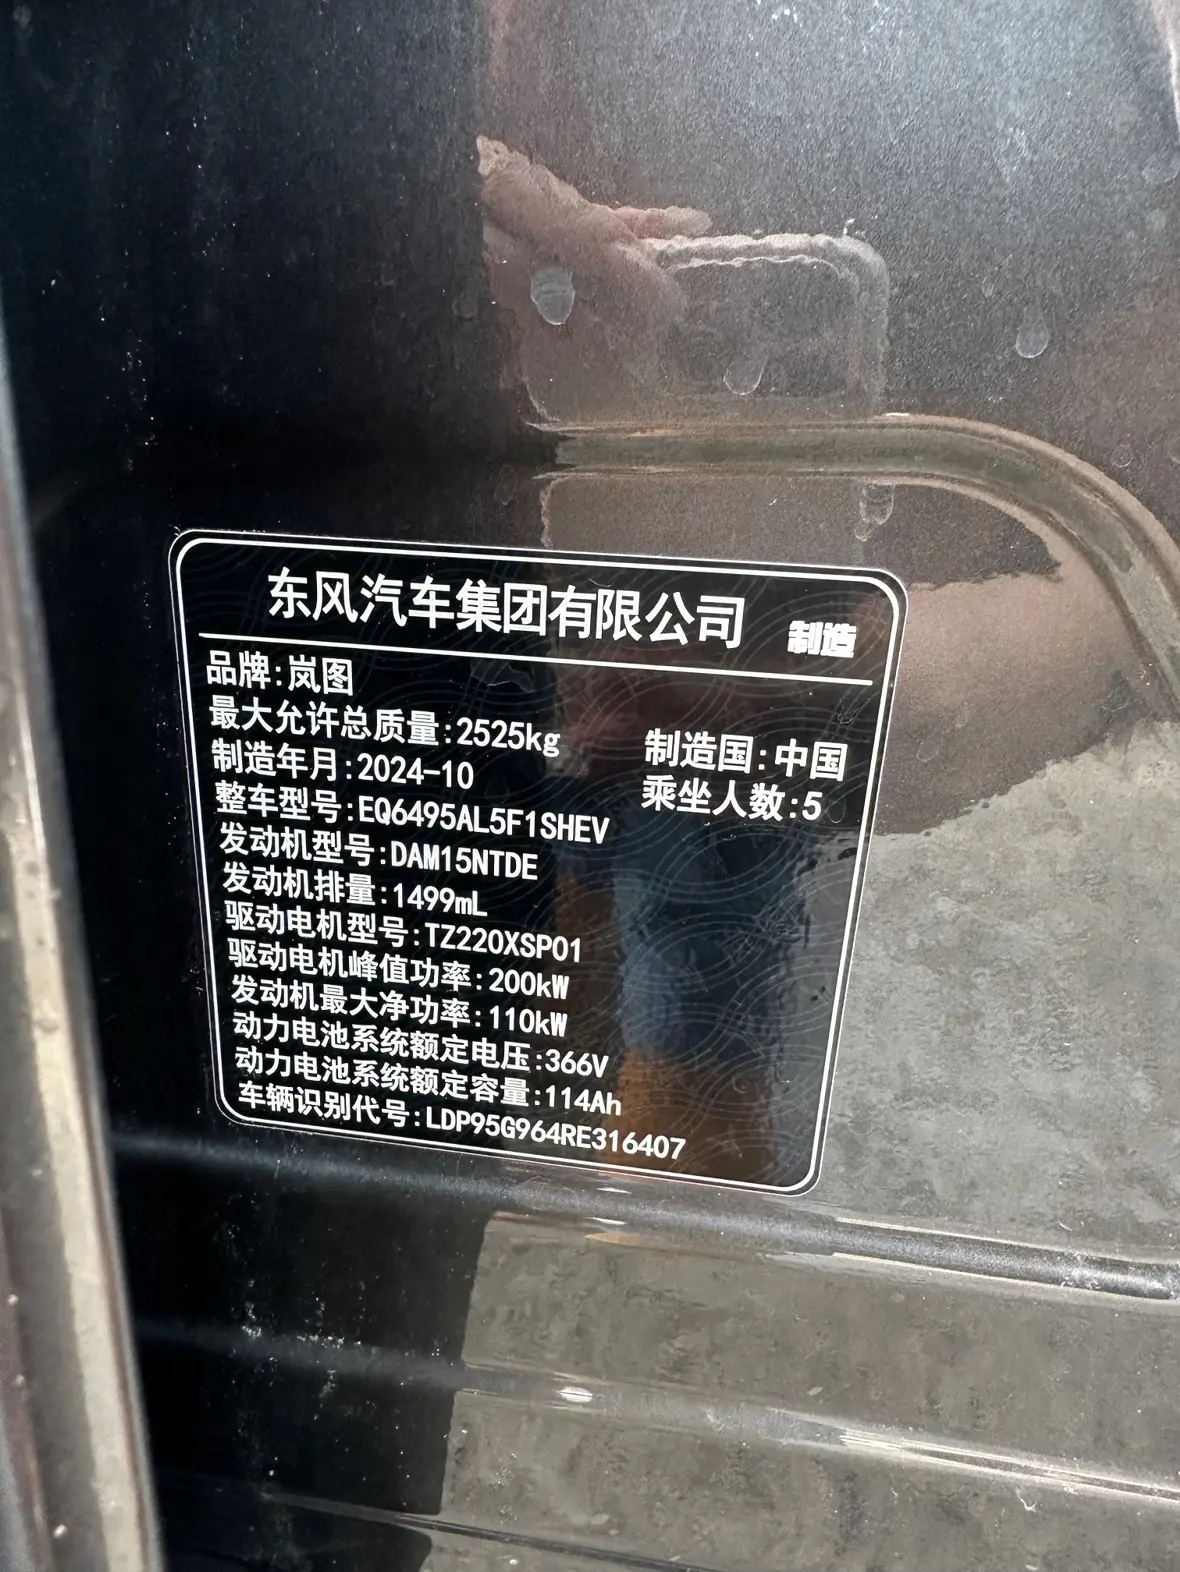 东风汽车集团有限公司 制造
品牌:岚图
最大允许总质量:2525kg
制造国:中国
制造年月:2024-10
乘坐人数:5
整车型号:EQ6495AL5F1SHEV
发动机型号:DAM15NTDE
发动机排量:1499mL
驱动电机型号:TZ220XSP01
驱动电机峰值功率:200kW
发动机最大净功率:110kW
动力电池系统额定电压:366V
动力电池系统额定容量:114Ah
车辆识别代号:LDP95G964RE316407